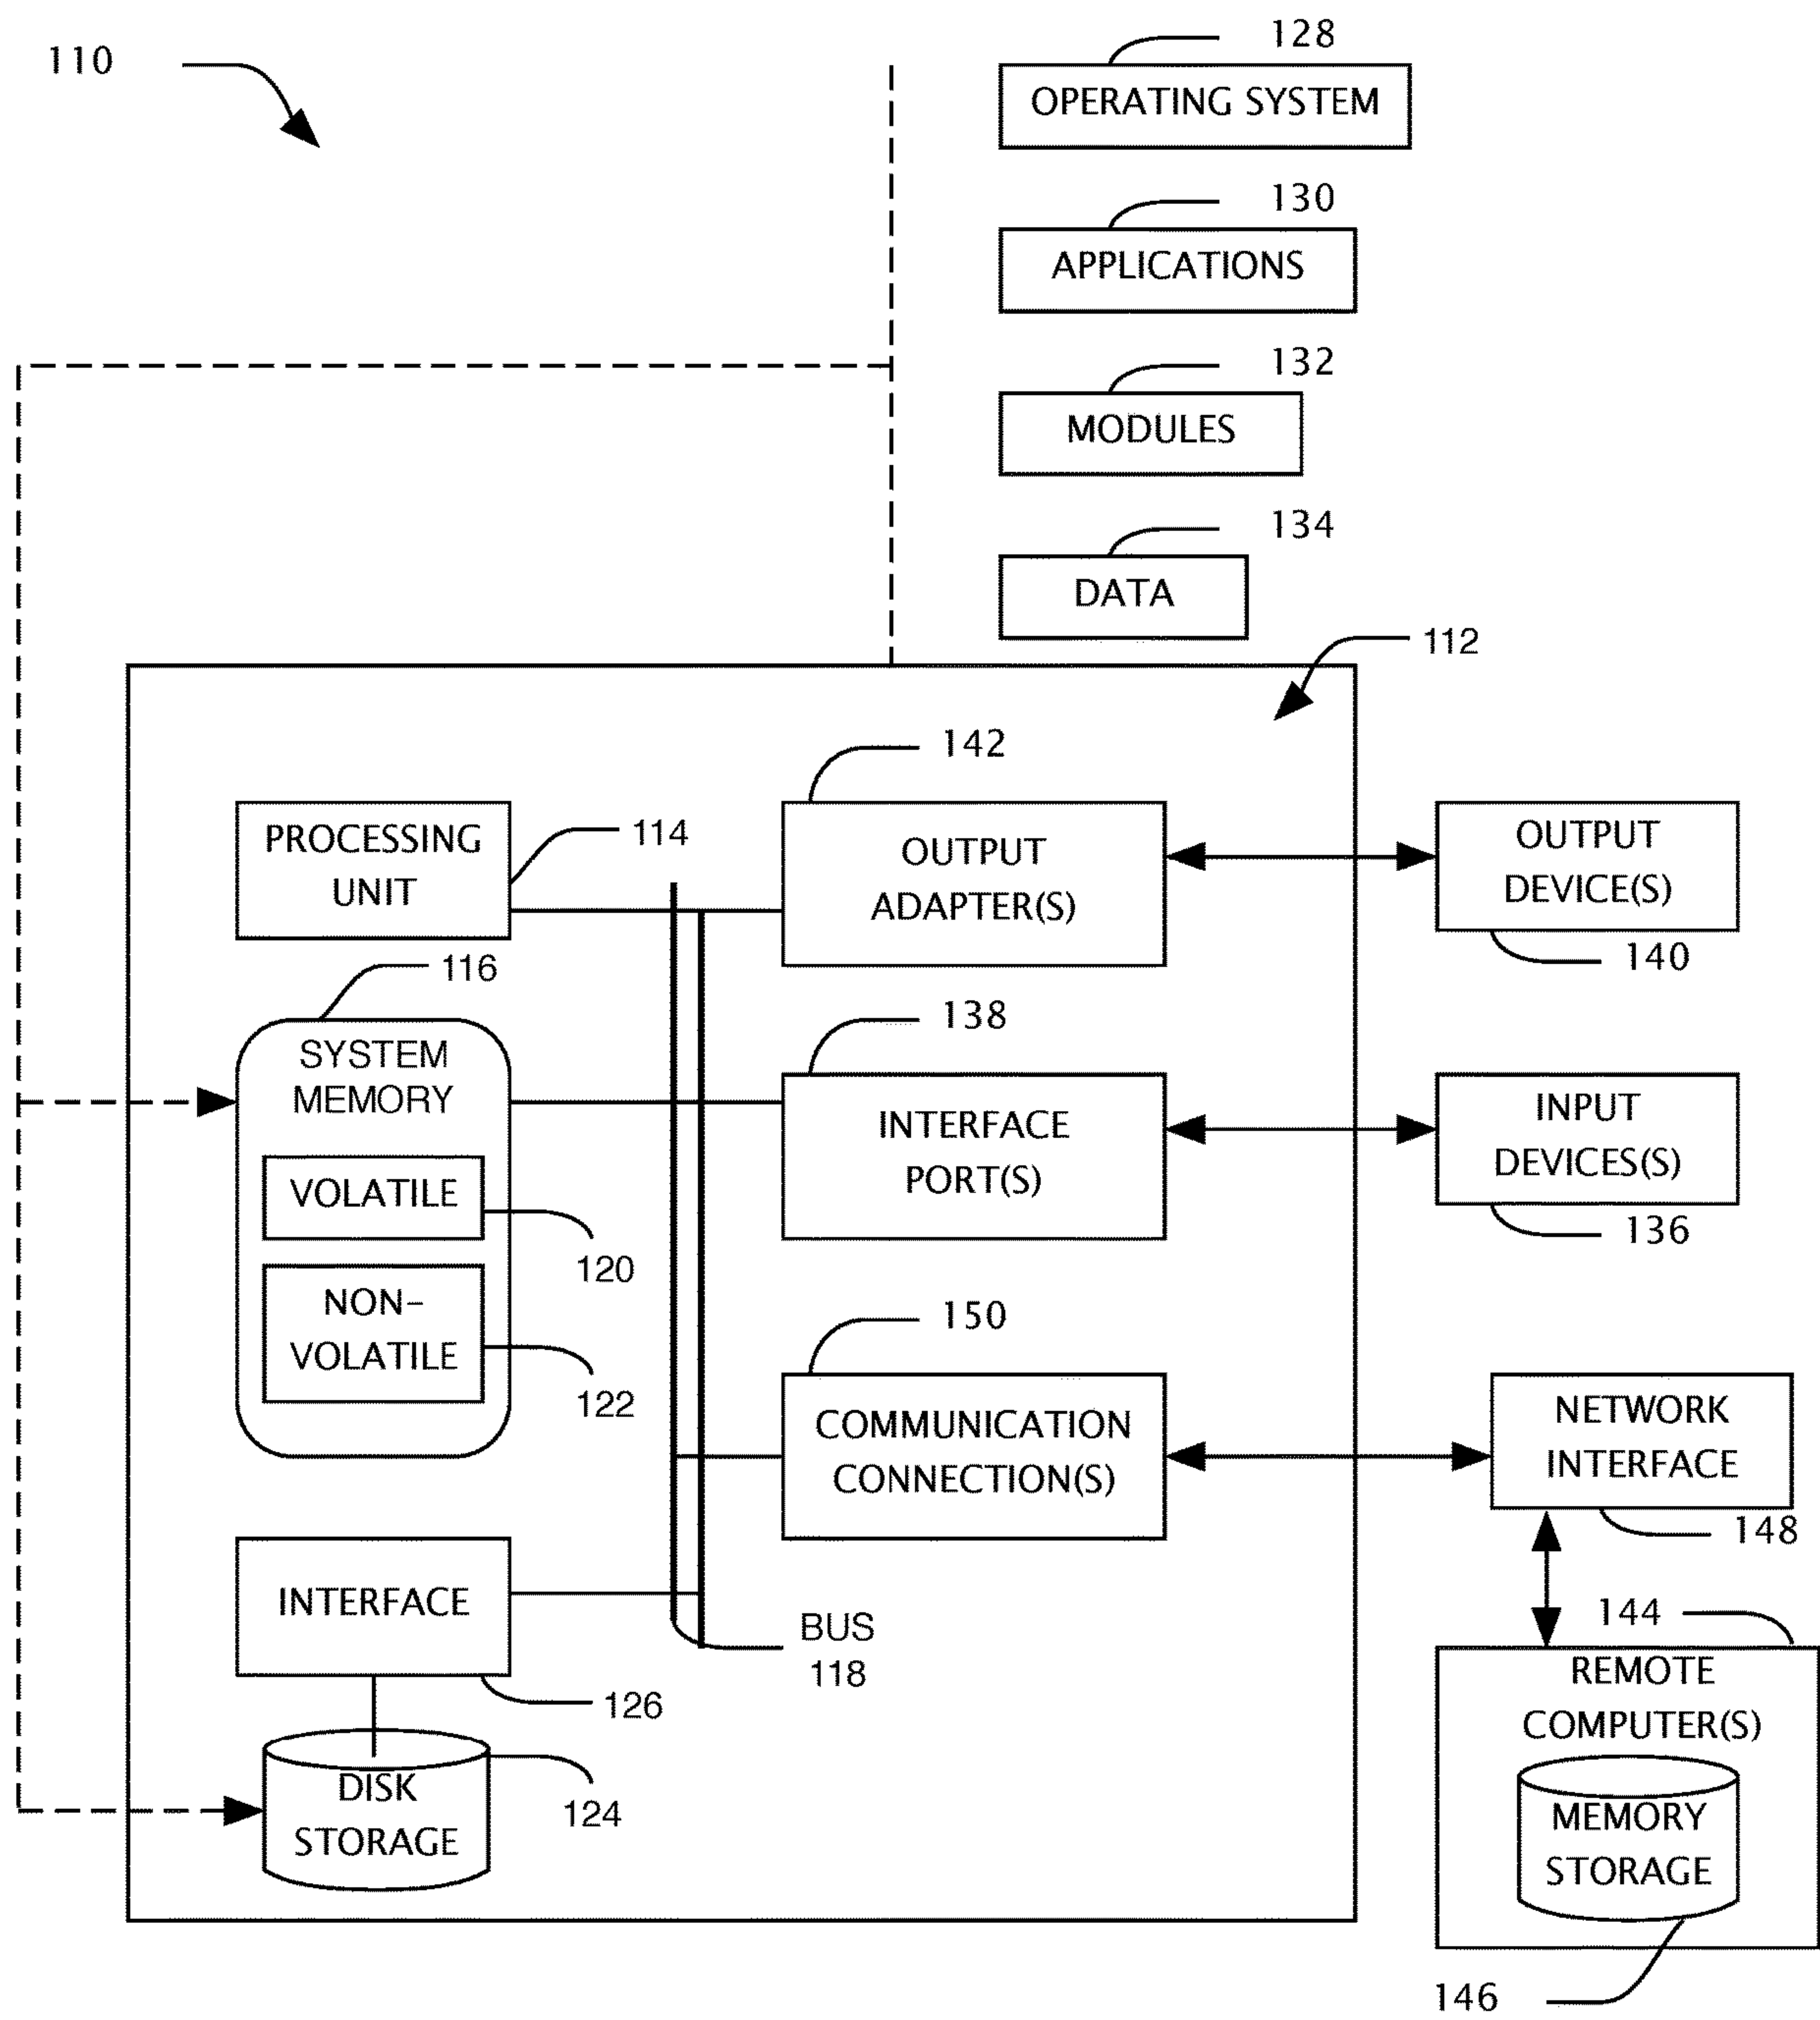 110
128
OPERATING SYSTEM
130
APPLICATIONS
132
MODULES
134
DATA
112
142
PROCESSING
UNIT
114
OUTPUT
ADAPTER(S)
OUTPUT
DEVICE(S)
140
116
SYSTEM
MEMORY
138
INTERFACE
PORT(S)
INPUT
DEVICES(S)
136
VOLATILE
120
NON-
VOLATILE
122
150
COMMUNICATION
CONNECTION(S)
NETWORK
INTERFACE
148
INTERFACE
126
BUS
118
144
REMOTE
COMPUTER(S)
DISK
STORAGE
124
MEMORY
STORAGE
146